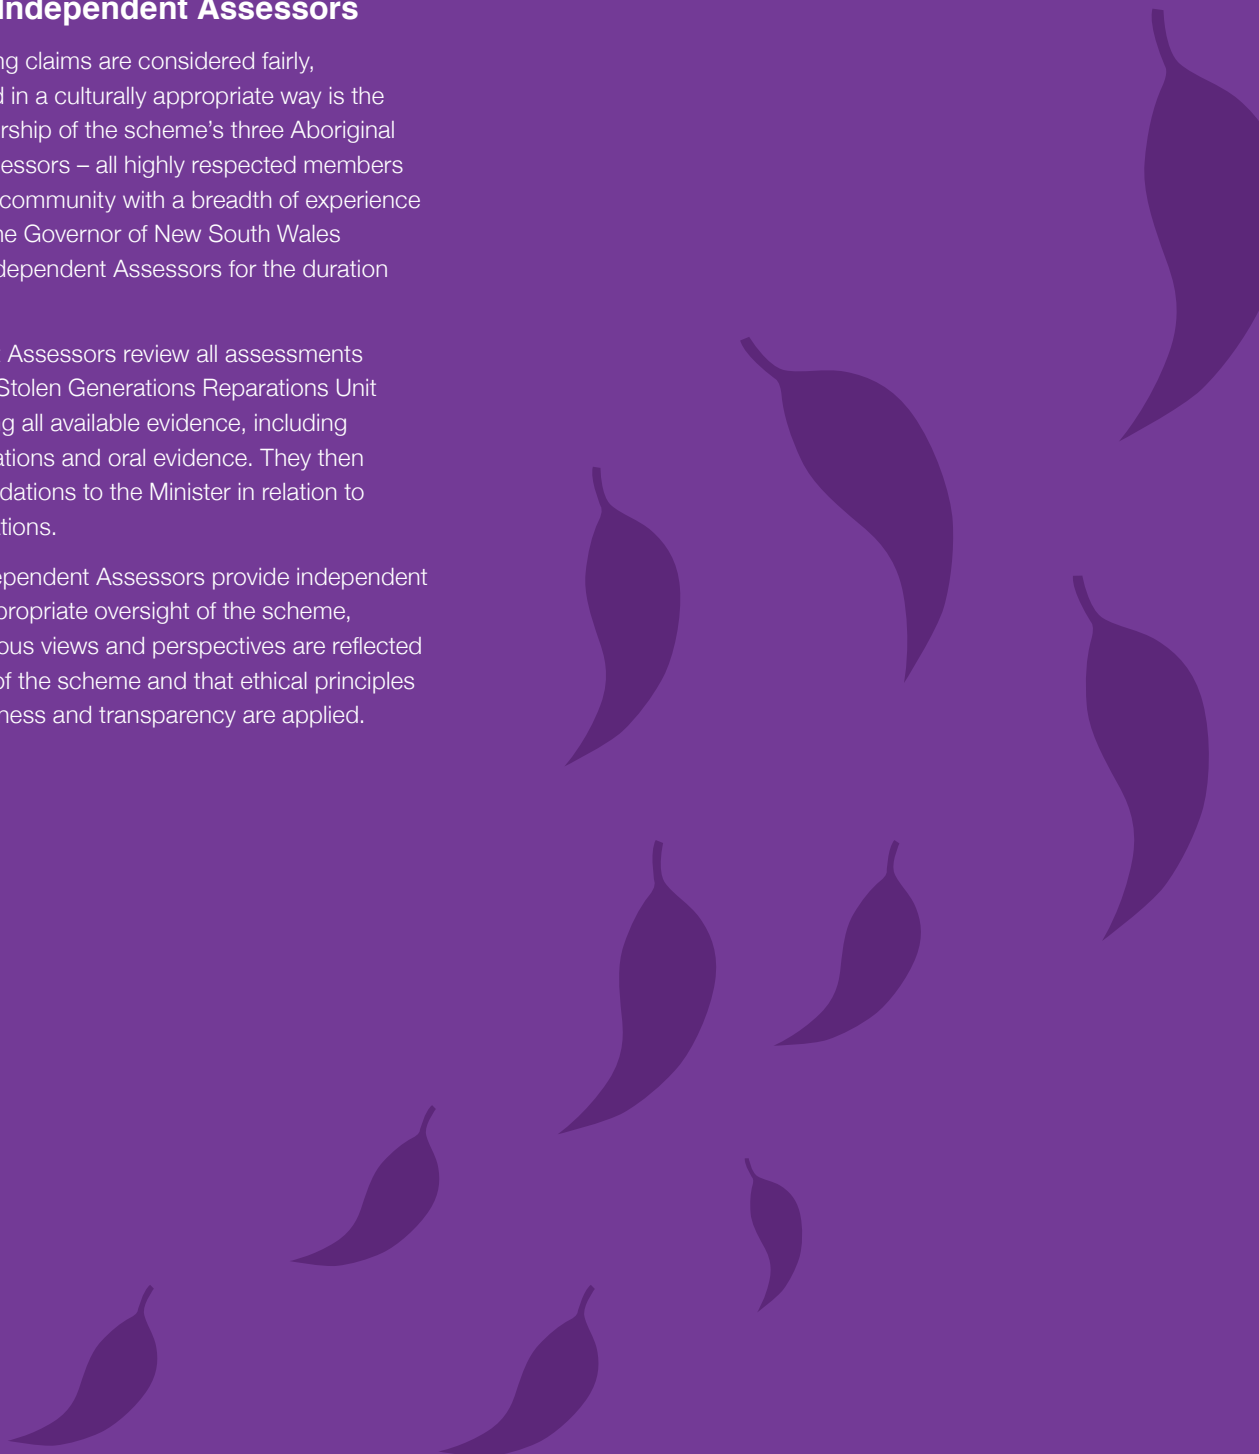 Independent Assessors
ng claims are considered fairly,
d in a culturally appropriate way is the
rship of the scheme’s three Aboriginal
essors – all highly respected members
community with a breadth of experience
he Governor of New South Wales
dependent Assessors for the duration
Assessors review all assessments
Stolen Generations Reparations Unit
g all available evidence, including
ations and oral evidence. They then
dations to the Minister in relation to
tions.
ependent Assessors provide independent
propriate oversight of the scheme,
ous views and perspectives are reflected
of the scheme and that ethical principles
ness and transparency are applied.